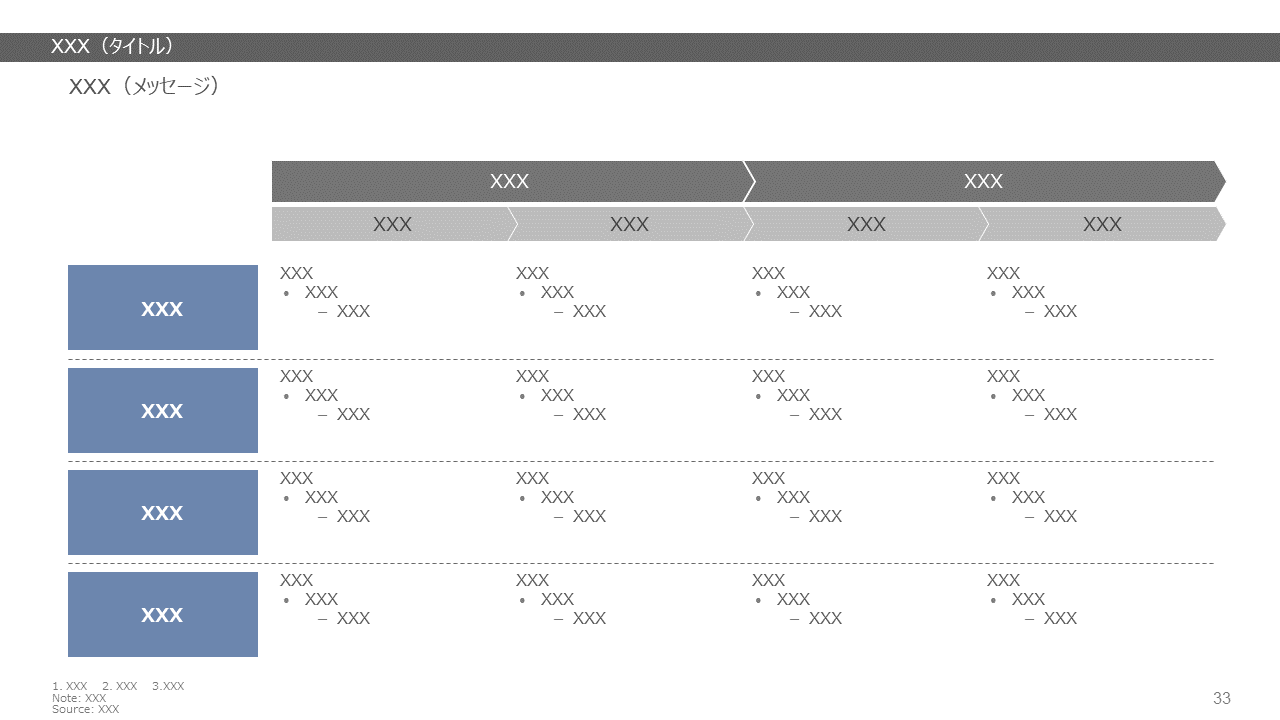 XXX（タイトル）
XXX（メッセージ）
XXX XXX
XXX XXX XXX XXX
XXX
XXX XXX XXX XXX
• XXX • XXX • XXX • XXX
– XXX – XXX – XXX – XXX
XXX
XXX XXX XXX XXX
• XXX • XXX • XXX • XXX
– XXX – XXX – XXX – XXX
XXX
XXX XXX XXX XXX
• XXX • XXX • XXX • XXX
– XXX – XXX – XXX – XXX
XXX
XXX XXX XXX XXX
• XXX • XXX • XXX • XXX
– XXX – XXX – XXX – XXX
1. XXX 2. XXX 3.XXX
Note: XXX
Source: XXX
33